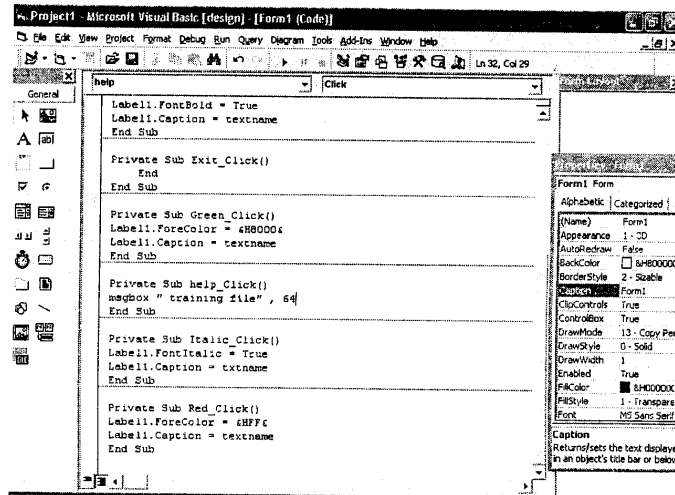 Project1 - Microsoft Visual Basic [design] - [Form1 (Code)]
File Edit View Project Format Debug Run Query Diagram Tools Add-Ins Window Help
Ln 32, Col 29
General
help
Click
Label1.FontBold = True
Label1.Caption = textname
End Sub
Private Sub Exit_Click()
End
End Sub
Private Sub Green_Click()
Label1.ForeColor = &H8000&
Label1.Caption = textname
End Sub
Private Sub help_Click()
msgbox " training file" , 64
End Sub
Private Sub Italic_Click()
Label1.FontItalic = True
Label1.Caption = txtname
End Sub
Private Sub Red_Click()
Label1.ForeColor = &HFF&
Label1.Caption = textname
End Sub
Form1 Form
Alphabetic Categorized
(Name) Form1
Appearance 1 - 3D
AutoRedraw False
BackColor &H800000
BorderStyle 2 - Sizable
Caption Form1
ClipControls True
ControlBox True
DrawMode 13 - Copy Per
DrawStyle 0 - Solid
DrawWidth 1
Enabled True
FillColor &H000000
FillStyle 1 - Transpare
Font MS Sans Serif
Caption
Returns/sets the text displaye
in an object's title bar or below